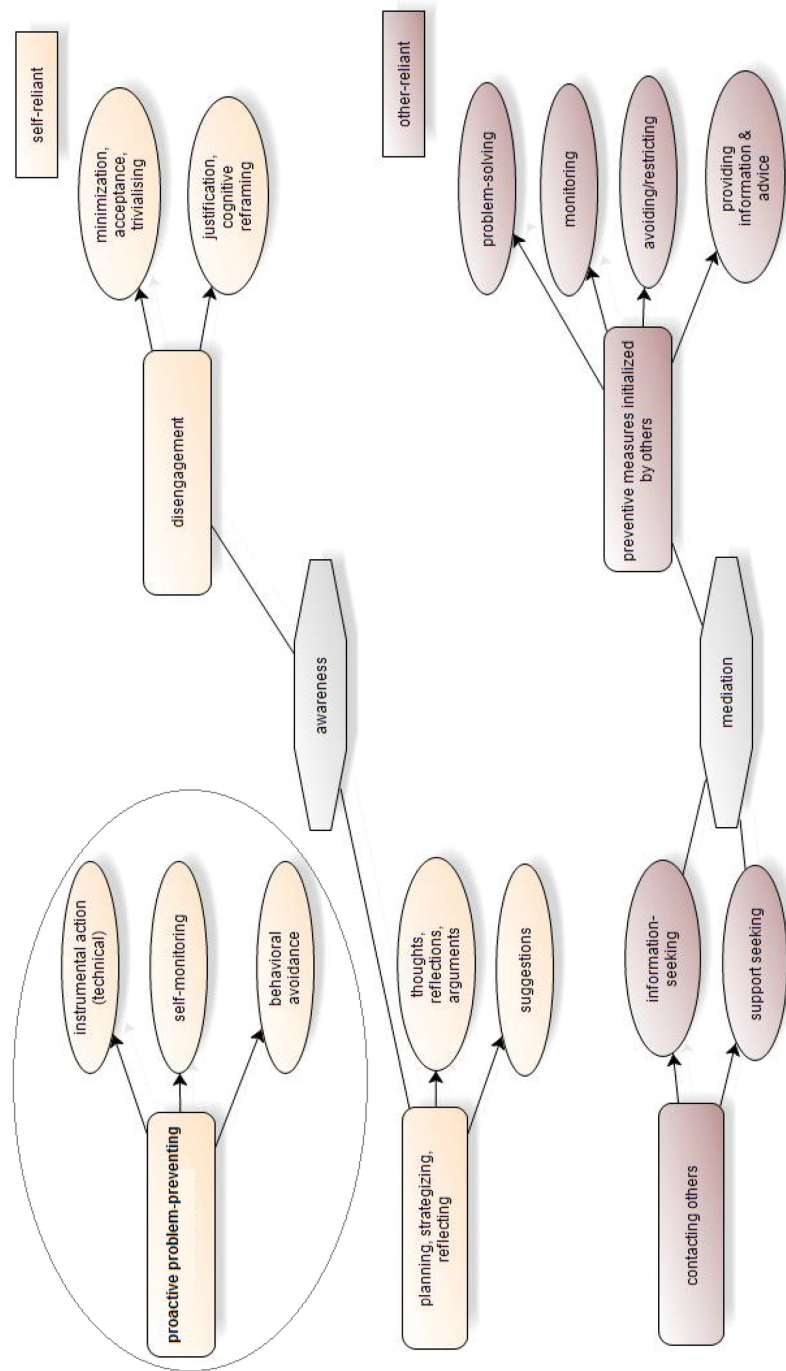 self-reliant
proactive problem-preventing
instrumental action
(technical)
self-monitoring
behavioral
avoidance
disengagement
minimization,
acceptance,
trivialising
justification,
cognitive
reframing
awareness
planning, strategizing,
reflecting
thoughts,
reflections,
arguments
suggestions
other-reliant
contacting others
information-
seeking
support seeking
mediation
preventive measures initialized
by others
problem-solving
monitoring
avoiding/restricting
providing
information &
advice